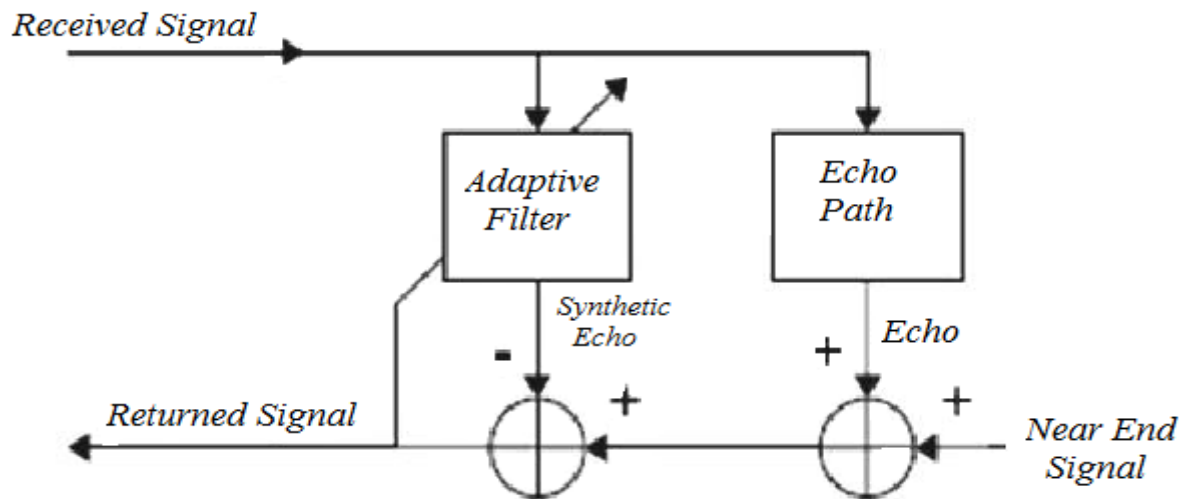 Received Signal
Adaptive
Filter
Echo
Path
Synthetic
Echo
Echo
-
+
+
+
Returned Signal
Near End
Signal